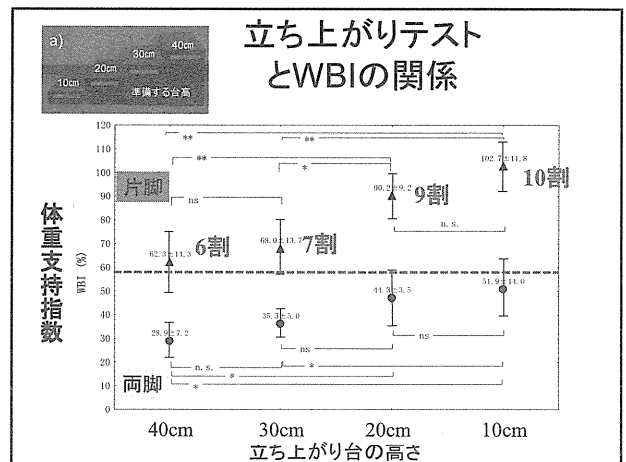 立ち上がりテスト
とWBIの関係
a)
10cm
20cm
30cm
40cm
準備する台高
体重支持指数
WBI (%)
120
110
100
90
80
70
60
50
40
30
20
10
0
片脚
両脚
**
**
**
*
ns
n.s.
62.3±14.3
6割
68.0±13.7
7割
90.2±9.2
9割
102.7±11.8
10割
28.9±7.2
35.3±5.0
44.3±3.5
51.9±14.0
ns
ns
n.s.
*
*
*
40cm
30cm
20cm
10cm
立ち上がり台の高さ